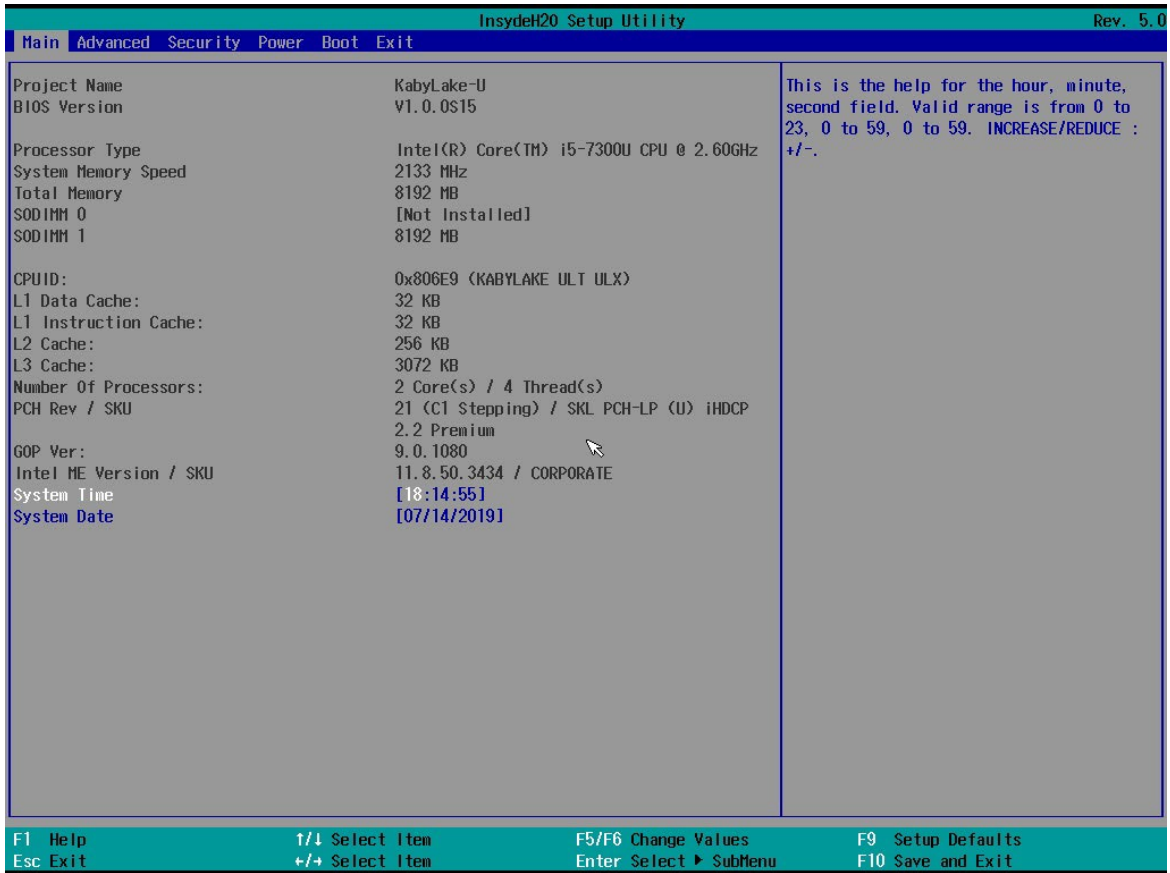 InsydeH20 Setup Utility Rev. 5.0
Main Advanced Security Power Boot Exit
Project Name KabyLake-U
BIOS Version V1.0.0S15
Processor Type Intel(R) Core(TM) i5-7300U CPU @ 2.60GHz
System Memory Speed 2133 MHz
Total Memory 8192 MB
SODIMM 0 [Not Installed]
SODIMM 1 8192 MB
CPUID: 0x806E9 (KABYLAKE ULT ULX)
L1 Data Cache: 32 KB
L1 Instruction Cache: 32 KB
L2 Cache: 256 KB
L3 Cache: 3072 KB
Number Of Processors: 2 Core(s) / 4 Thread(s)
PCH Rev / SKU 21 (C1 Stepping) / SKL PCH-LP (U) iHDCP
2.2 Premium
GOP Ver: 9.0.1080
Intel ME Version / SKU 11.8.50.3434 / CORPORATE
System Time [18:14:55]
System Date [07/14/2019]
This is the help for the hour, minute,
second field. Valid range is from 0 to
23, 0 to 59, 0 to 59. INCREASE/REDUCE :
+/-.
F1 Help ↑/↓ Select Item F5/F6 Change Values F9 Setup Defaults
Esc Exit ←/→ Select Item Enter Select ▶ SubMenu F10 Save and Exit